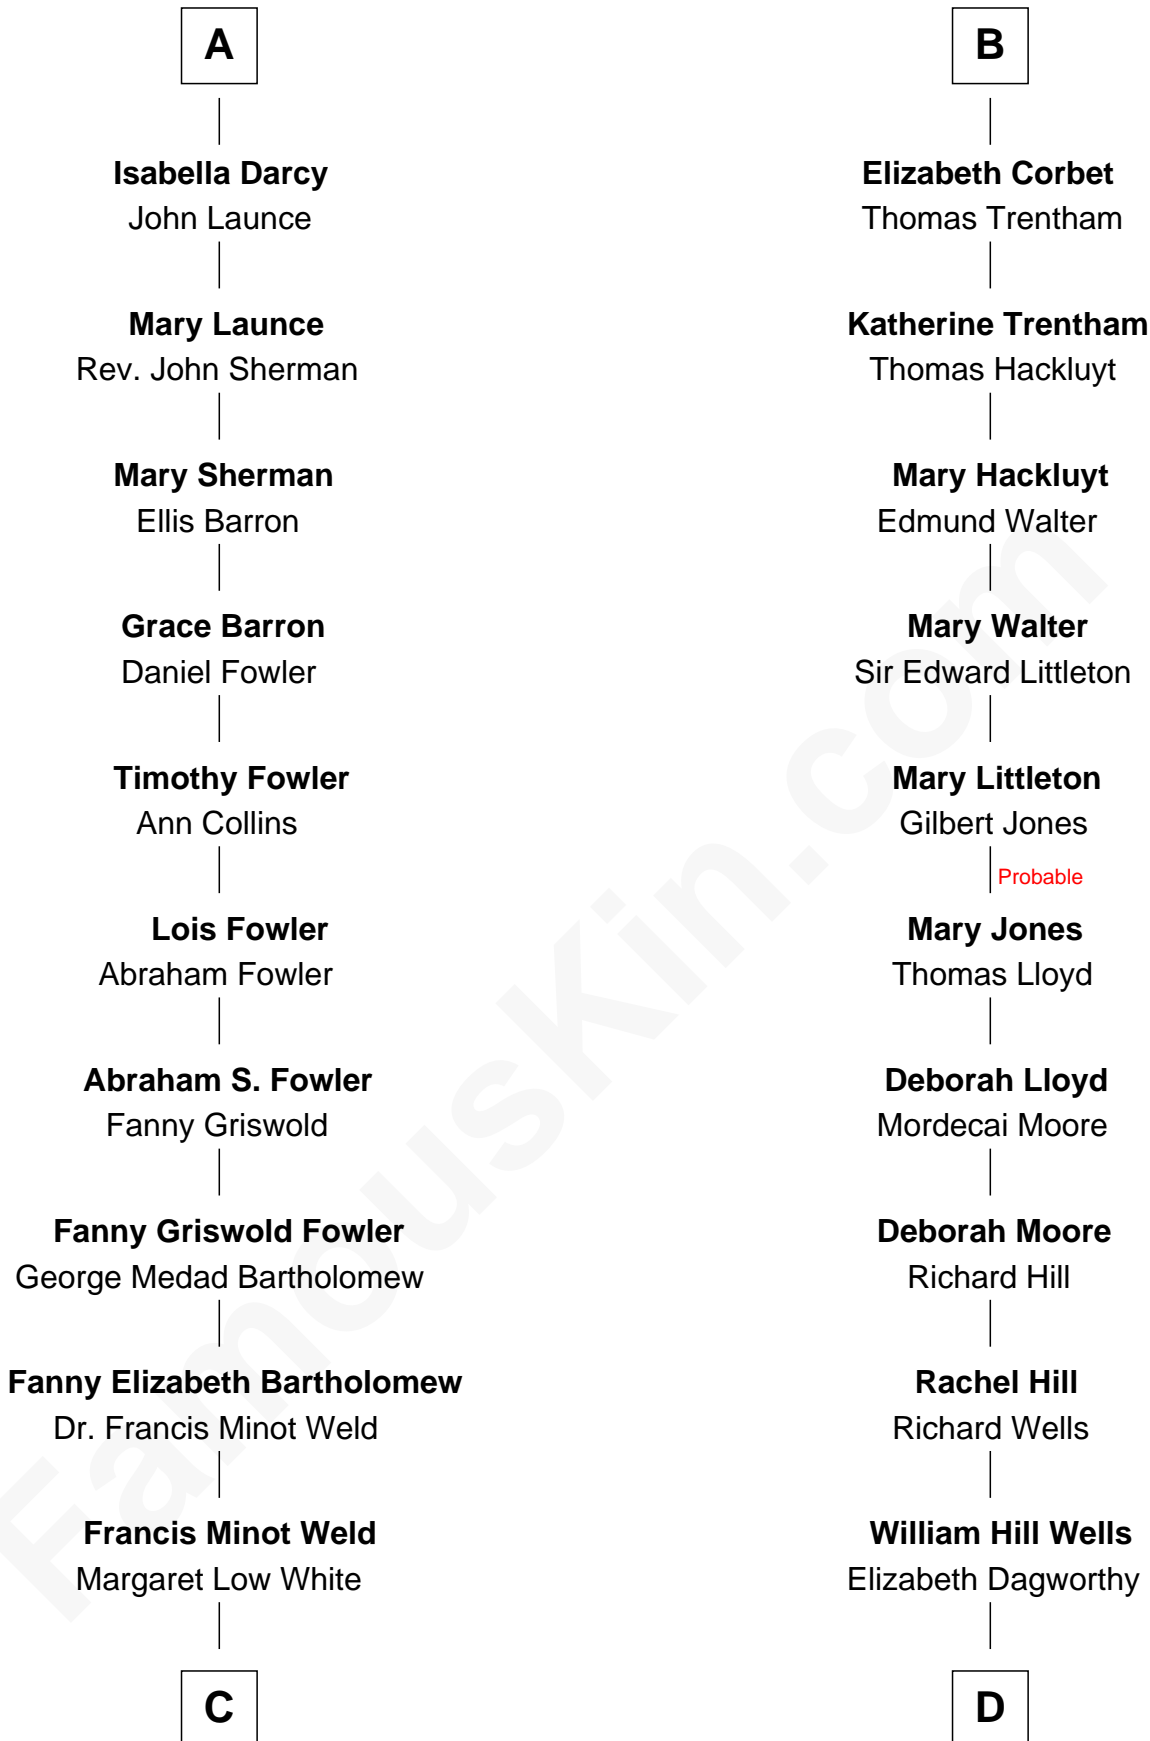 A
Isabella Darcy
John Launce
Mary Launce
Rev. John Sherman
Mary Sherman
Ellis Barron
Grace Barron
Daniel Fowler
Timothy Fowler
Ann Collins
Lois Fowler
Abraham Fowler
Abraham S. Fowler
Fanny Griswold
Fanny Griswold Fowler
George Medad Bartholomew
Fanny Elizabeth Bartholomew
Dr. Francis Minot Weld
Francis Minot Weld
Margaret Low White
C
B
Elizabeth Corbet
Thomas Trentham
Katherine Trentham
Thomas Hackluyt
Mary Hackluyt
Edmund Walter
Mary Walter
Sir Edward Littleton
Mary Littleton
Gilbert Jones
Probable
Mary Jones
Thomas Lloyd
Deborah Lloyd
Mordecai Moore
Deborah Moore
Richard Hill
Rachel Hill
Richard Wells
William Hill Wells
Elizabeth Dagworthy
D
FamousKin.com